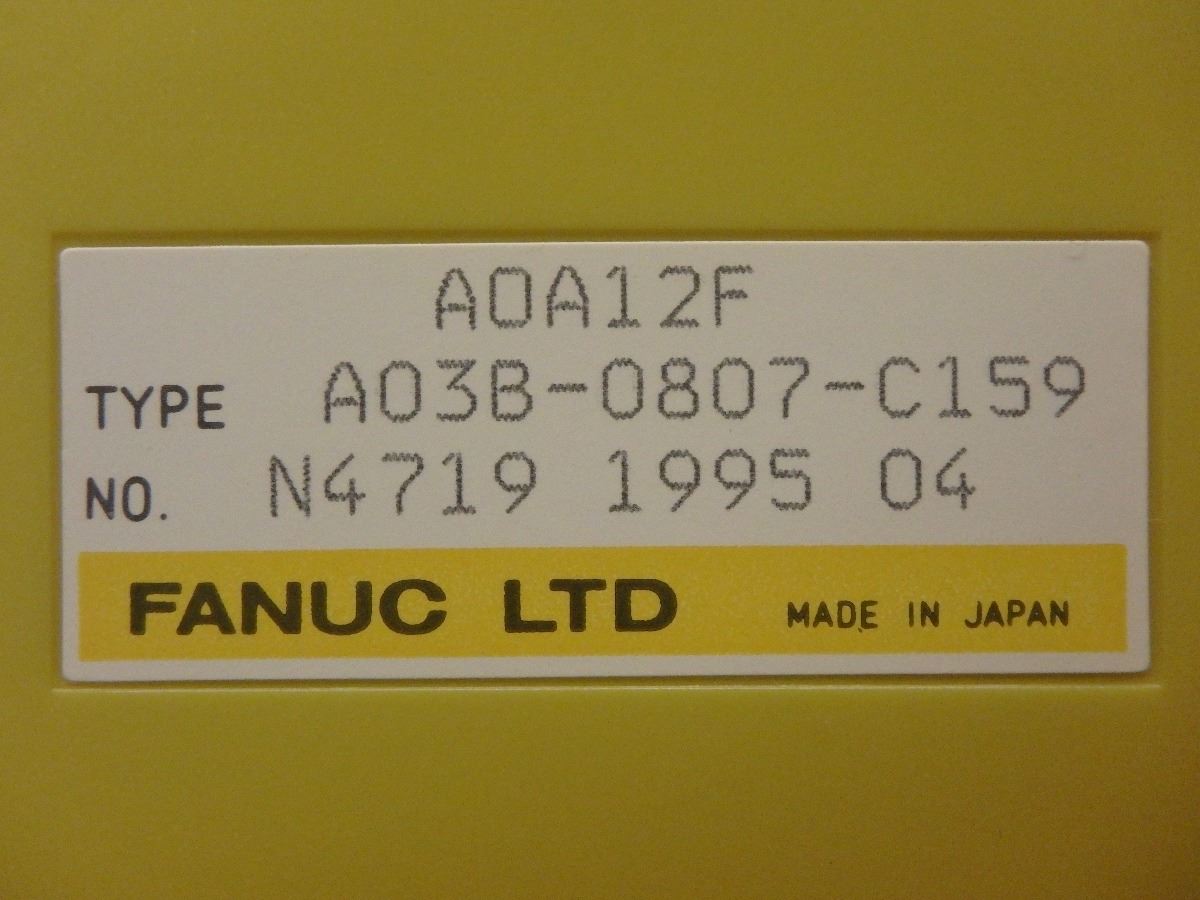 A0A12F
TYPE A03B-0807-C159
NO. N4719 1995 04
FANUC LTD MADE IN JAPAN